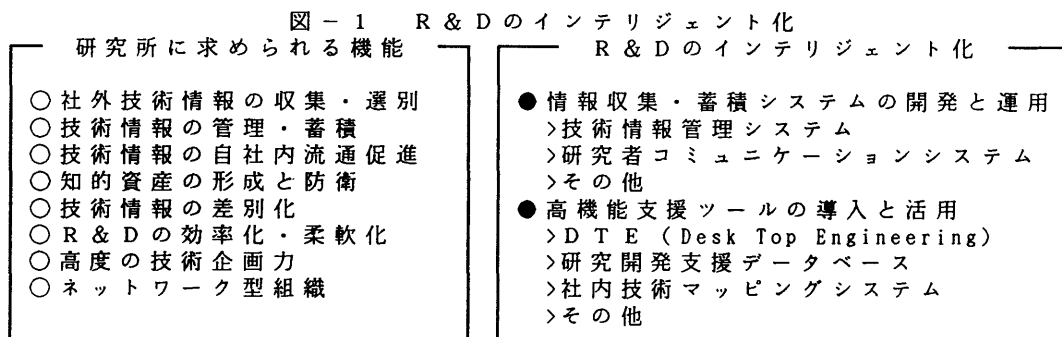 図－1　R＆Dのインテリジェント化
研究所に求められる機能
○社外技術情報の収集・選別
○技術情報の管理・蓄積
○技術情報の自社内流通促進
○知的資産の形成と防衛
○技術情報の差別化
○R＆Dの効率化・柔軟化
○高度の技術企画力
○ネットワーク型組織
R＆Dのインテリジェント化
●情報収集・蓄積システムの開発と運用
>技術情報管理システム
>研究者コミュニケーションシステム
>その他
●高機能支援ツールの導入と活用
>DTE（Desk Top Engineering）
>研究開発支援データベース
>社内技術マッピングシステム
>その他